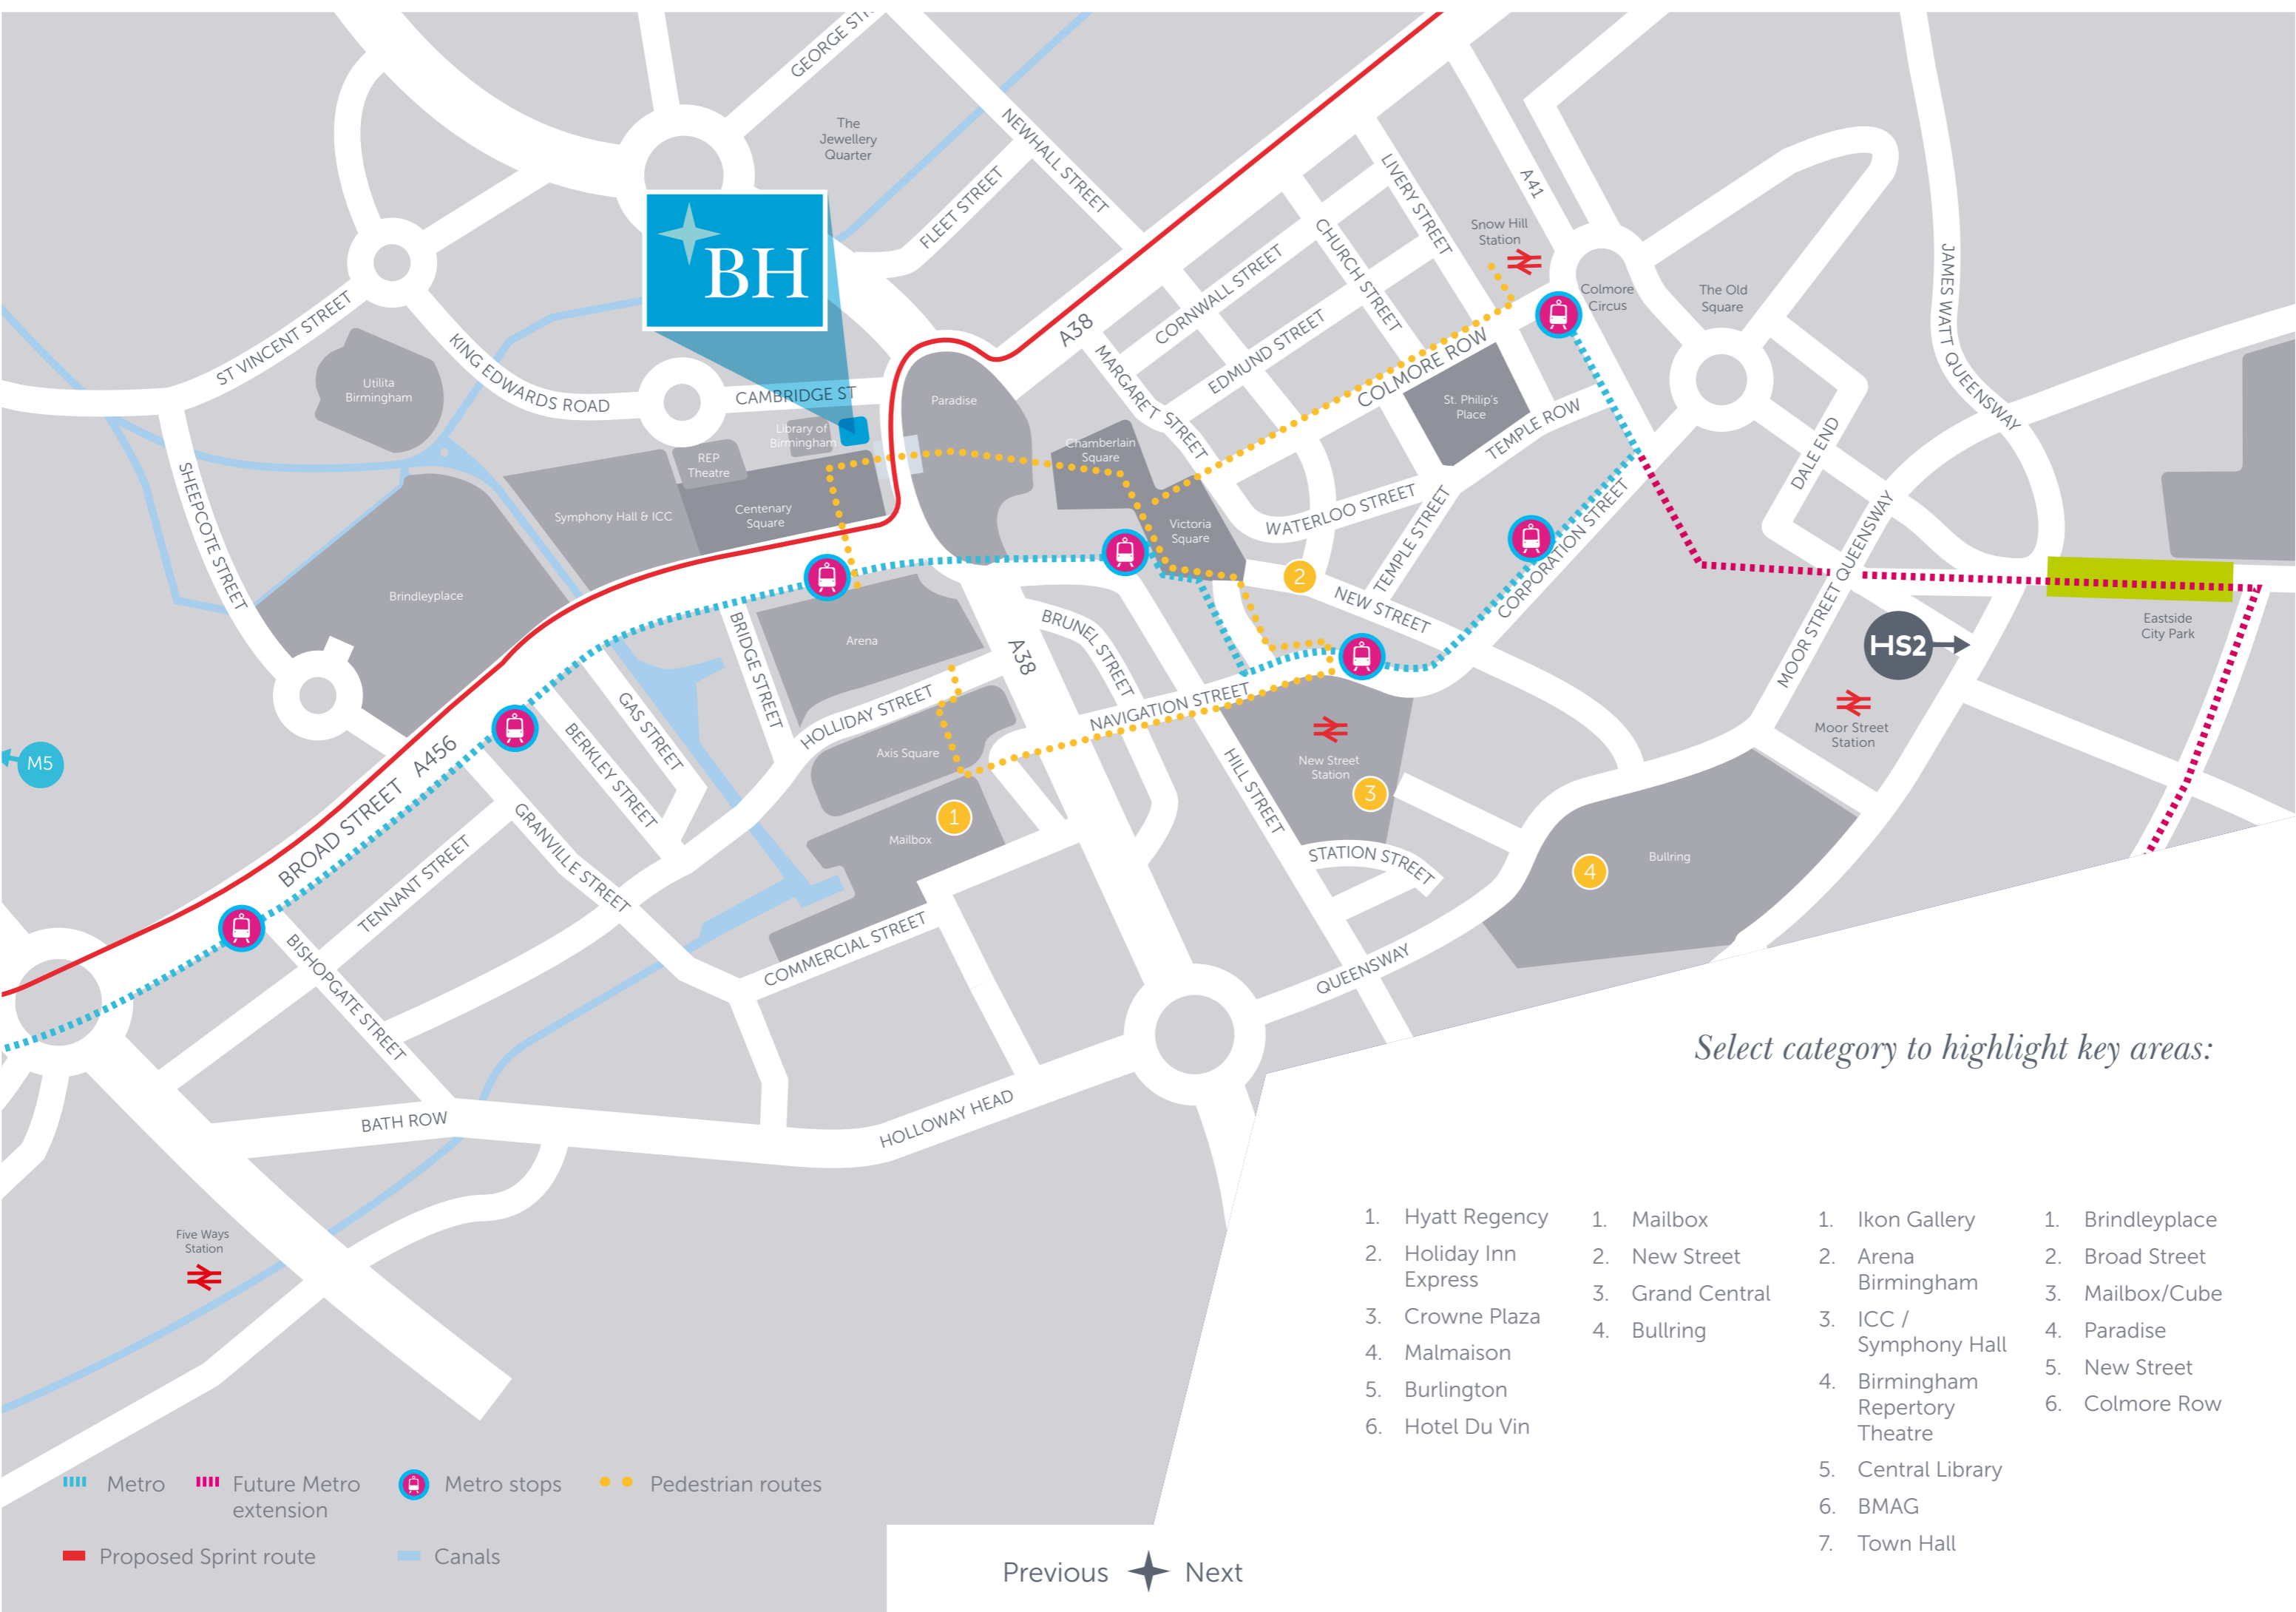 GEORGE ST
The
Jewellery
Quarter
NEWHALL STREET
FLEET STREET
BH
ST VINCENT STREET
KING EDWARDS ROAD
CAMBRIDGE ST
Utilita
Birmingham
Library of
Birmingham
REP
Theatre
Paradise
Chamberlain
Square
Centenary
Square
Symphony Hall & ICC
Victoria
Square
SHEEPCOTE STREET
Brindleyplace
A38
CORNWALL STREET
EDMUND STREET
MARGARET STREET
CHURCH STREET
LIVERY STREET
A41
Snow Hill
Station
Colmore
Circus
The Old
Square
COLMORE ROW
St. Philip's
Place
TEMPLE ROW
WATERLOO STREET
TEMPLE STREET
CORPORATION STREET
NEW STREET
2
DALE END
JAMES WATT QUEENSWAY
MOOR STREET QUEENSWAY
HS2
Eastside
City Park
Moor Street
Station
Arena
BRIDGE STREET
BRUNEL STREET
A38
HOLLIDAY STREET
NAVIGATION STREET
Axis Square
GAS STREET
BERKLEY STREET
Mailbox
1
New Street
Station
3
HILL STREET
STATION STREET
Bullring
4
QUEENSWAY
M5
BROAD STREET A456
TENNANT STREET
GRANVILLE STREET
COMMERCIAL STREET
BISHOPGATE STREET
BATH ROW
HOLLOWAY HEAD
Five Ways
Station
Select category to highlight key areas:
1. Hyatt Regency
2. Holiday Inn
Express
3. Crowne Plaza
4. Malmaison
5. Burlington
6. Hotel Du Vin
1. Mailbox
2. New Street
3. Grand Central
4. Bullring
1. Ikon Gallery
2. Arena
Birmingham
3. ICC /
Symphony Hall
4. Birmingham
Repertory
Theatre
5. Central Library
6. BMAG
7. Town Hall
1. Brindleyplace
2. Broad Street
3. Mailbox/Cube
4. Paradise
5. New Street
6. Colmore Row
Metro
Future Metro
extension
Metro stops
Pedestrian routes
Proposed Sprint route
Canals
Previous
Next